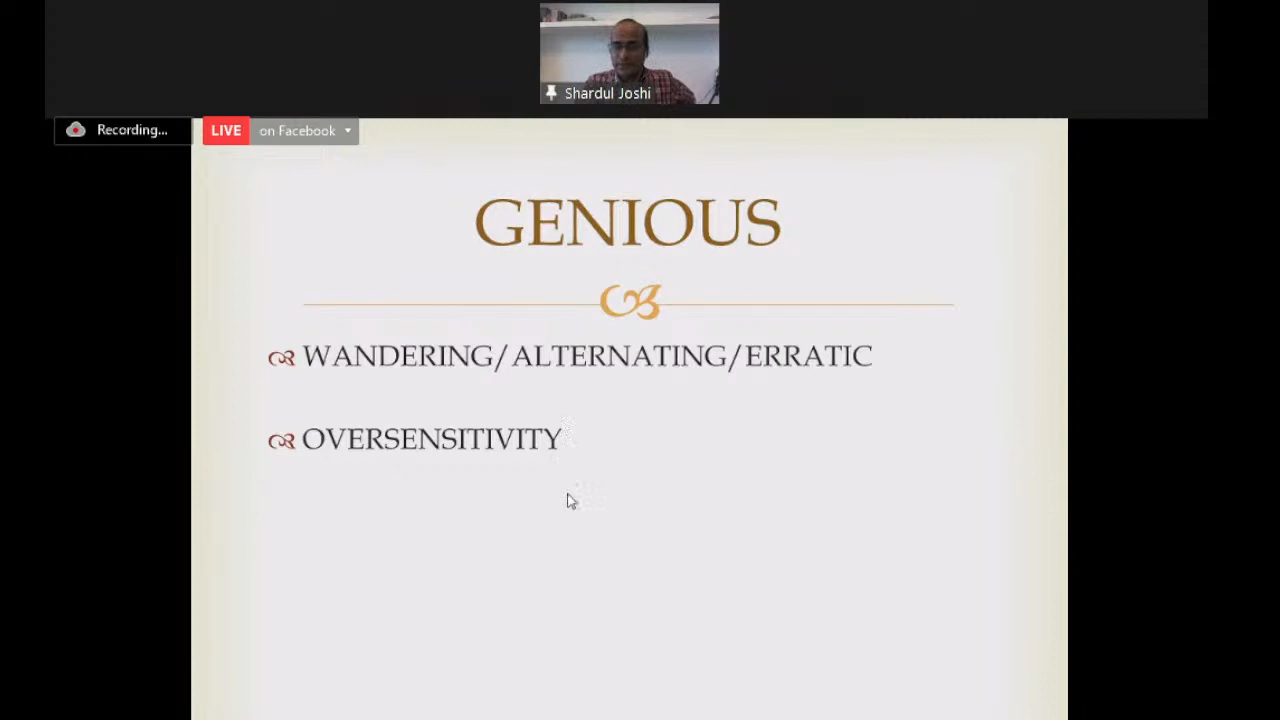 Shardul Joshi
Recording...
LIVE on Facebook
GENIOUS
WANDERING/ALTERNATING/ERRATIC
OVERSENSITIVITY